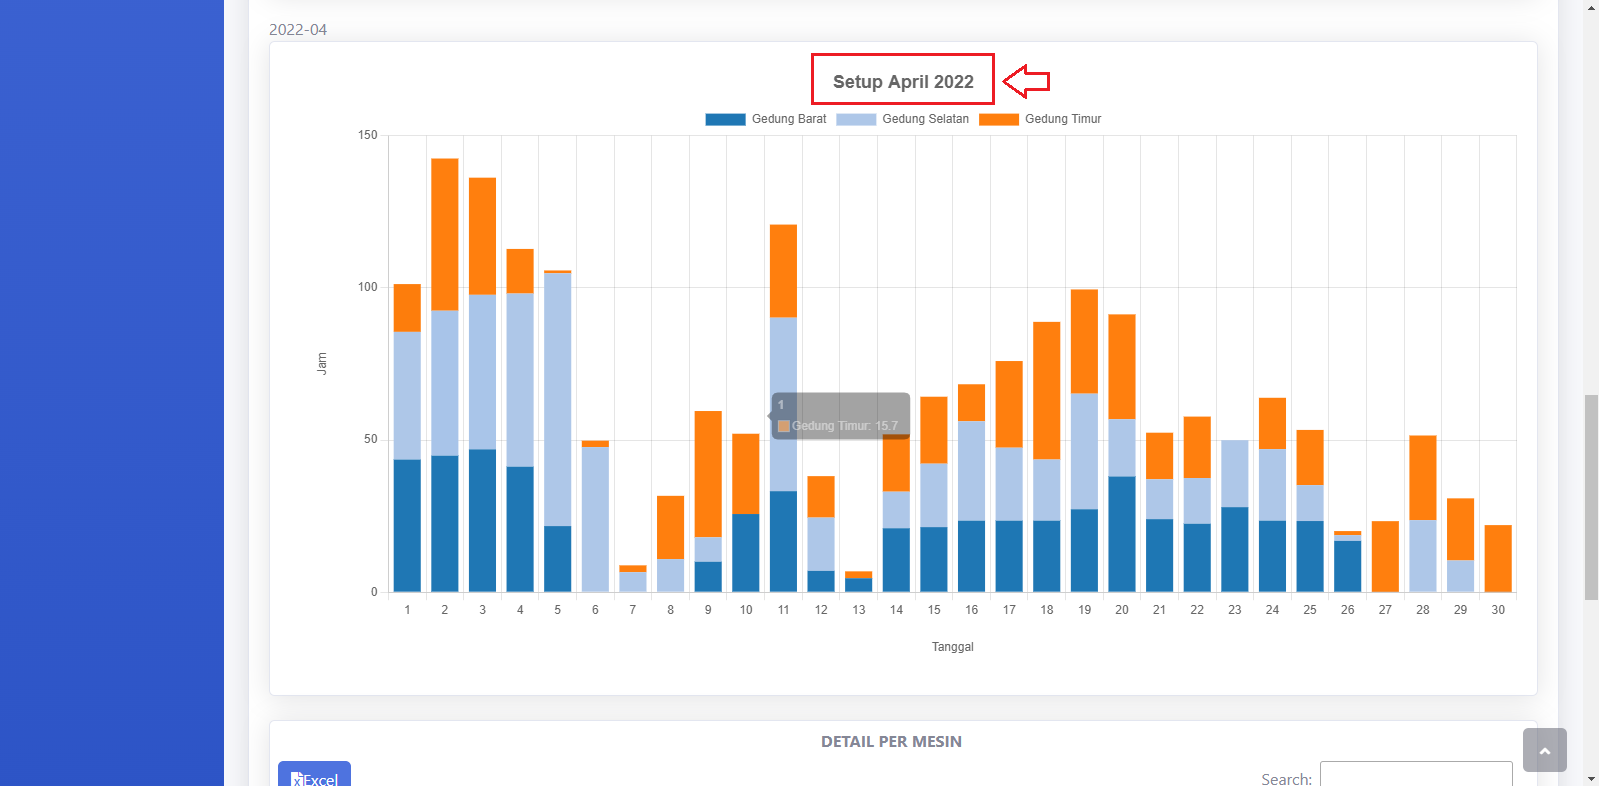 2022-04
Setup April 2022
Gedung Barat Gedung Selatan Gedung Timur
150
100
50
0
Jam
1
Gedung Timur: 15.7
1 2 3 4 5 6 7 8 9 10 11 12 13 14 15 16 17 18 19 20 21 22 23 24 25 26 27 28 29 30
Tanggal
DETAIL PER MESIN
Excel
Search: